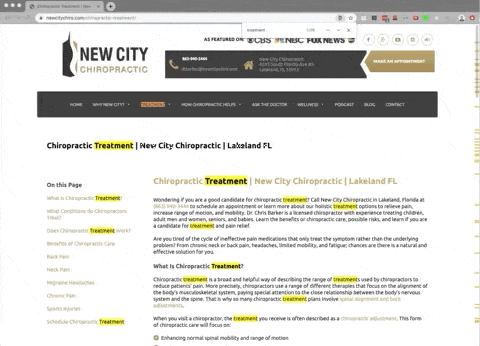 Chiropractic Treatment | New City
newcitychiro.com/chiropractic-treatment/
treatment
AS FEATURED ON: CBS NBC FOX NEWS
NEW CITY
CHIROPRACTIC
863-940-3464
New City Chiropractic
Lakeland, FL 33813
MAKE AN APPOINTMENT
HOME WHY NEW CITY? TREATMENT HOW CHIROPRACTIC HELPS ASK THE DOCTOR WELLNESS PODCAST BLOG CONTACT
Chiropractic Treatment | New City Chiropractic | Lakeland FL
On this Page
What Is Chiropractic Treatment?
What Conditions do Chiropractors Treat?
Does Chiropractic Treatment Work?
Benefits of Chiropractic Care
Back Pain
Neck Pain
Migraine Headaches
Chronic Pain
Sports Injuries
Schedule Chiropractic Treatment
Chiropractic Treatment | New City Chiropractic | Lakeland FL
Wondering if you are a good candidate for chiropractic treatment? Call New City Chiropractic in Lakeland, Florida at
(863) 940-3464 to schedule an appointment or learn more about our holistic treatment options to relieve pain,
increase range of motion, and mobility. Dr. Chris Barker is a licensed chiropractor with experience treating children,
adult men and women, seniors, and babies. Learn the benefits or chiropractic care, possible risks, and learn if you are
a candidate for treatment and pain relief.
Are you tired of the cycle of ineffective pain medications that only treat the symptom rather than the underlying
problem? From chronic neck or back pain, headaches, limited mobility, and fatigue; chances are there is a natural and
effective solution for you.
What Is Chiropractic Treatment?
Chiropractic treatment is a broad and helpful way of describing the range of treatments used by chiropractors to
reduce patients' pain. More precisely, chiropractors use a range of different therapies that focus on the alignment of
the body's musculoskeletal system, paying special attention to the close relationship between the body's nervous
system and the spine. That is why so many chiropractic treatment plans involve spinal alignment and back
adjustments.
When you visit a chiropractor, the treatment you receive is often described as a chiropractic adjustment. This form
of chiropractic care will focus on:
Enhancing normal spinal mobility and range of motion